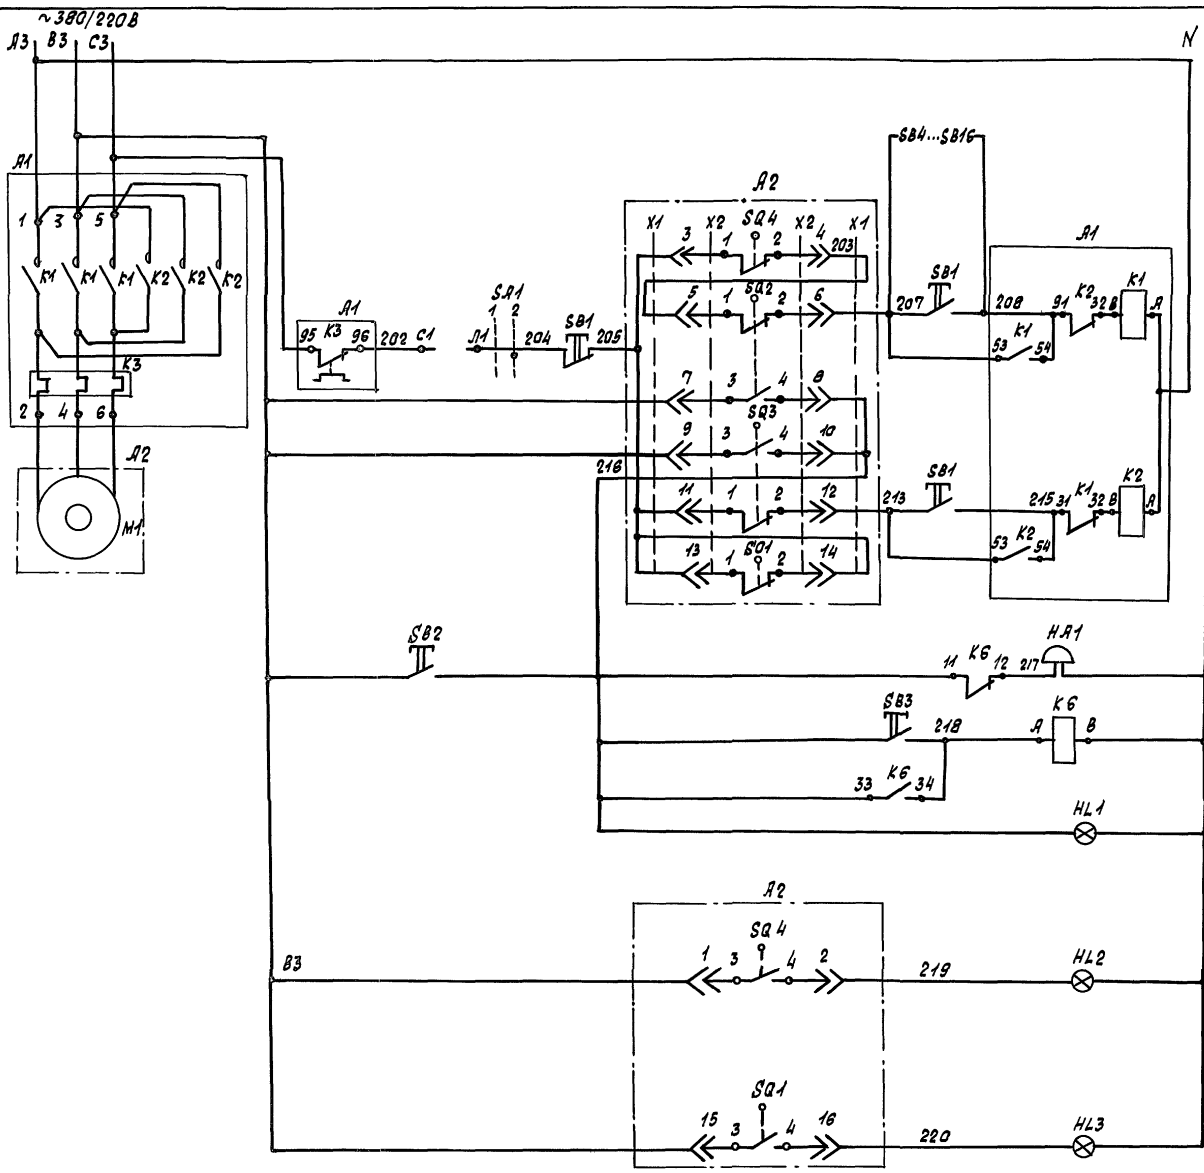 ~380/220В
А3 В3 С3 N
А1
1 3 5
К1 К1 К1 К2 К2 К2
К3
2 4 6
А2
М1
А1
95 К3 96 202 С1
SA1
1 2
Л1 204 SB1 205
А2
X1 X2 SQ4 X2 X1
3 1 2 4 203
SQ2
5 1 2 6
7 3 4 8
SQ3
9 3 4 10
216
11 1 2 12
SQ1
13 1 2 14
SB4...SB16
207 SB1 208
А1
91 К2 32 В К1 А
53 К1 54
213 SB1 215 31 К1 32 В К2 А
53 К2 54
SB2
11 К6 12 217 НА1
SB3 218 А К6 В
33 К6 34
HL1
А2
В3 1 3 SQ4 4 2 219 HL2
15 3 SQ1 4 16 220 HL3